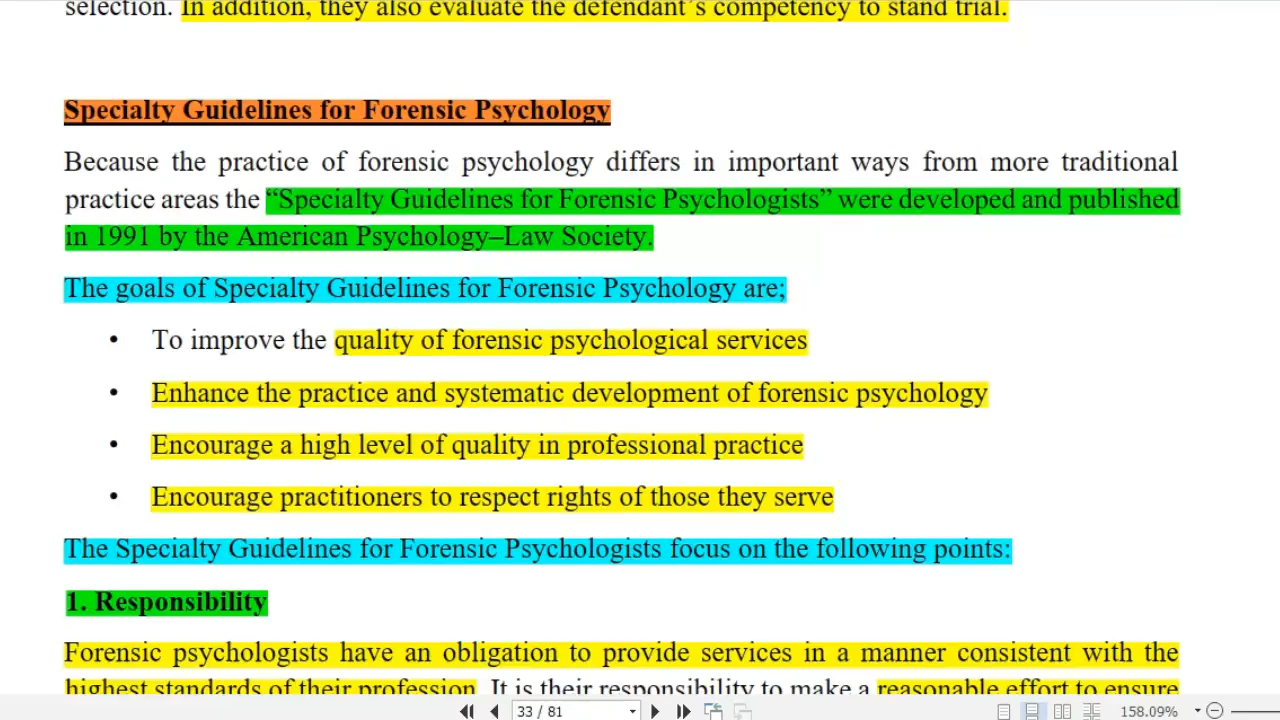 selection. In addition, they also evaluate the defendant’s competency to stand trial.
Specialty Guidelines for Forensic Psychology
Because the practice of forensic psychology differs in important ways from more traditional
practice areas the “Specialty Guidelines for Forensic Psychologists” were developed and published
in 1991 by the American Psychology–Law Society.
The goals of Specialty Guidelines for Forensic Psychology are;
• To improve the quality of forensic psychological services
• Enhance the practice and systematic development of forensic psychology
• Encourage a high level of quality in professional practice
• Encourage practitioners to respect rights of those they serve
The Specialty Guidelines for Forensic Psychologists focus on the following points:
1. Responsibility
Forensic psychologists have an obligation to provide services in a manner consistent with the
highest standards of their profession. It is their responsibility to make a reasonable effort to ensure
33 / 81
158.09%